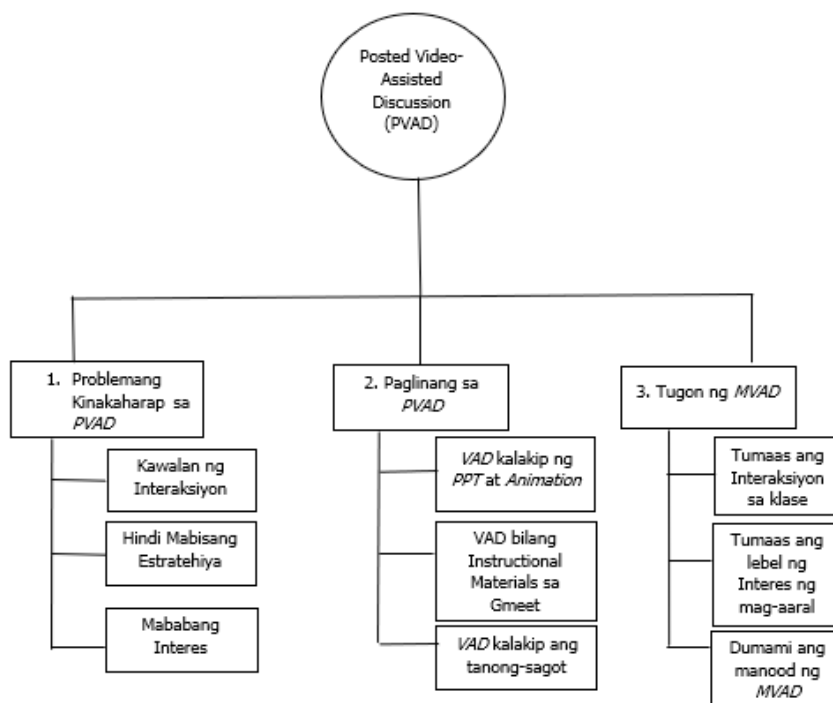 Posted Video-
Assisted
Discussion
(PVAD)
1. Problemang
Kinakaharap sa
PVAD
Kawalan ng
Interaksiyon
Hindi Mabisang
Estratehiya
Mababang
Interes
2. Paglinang sa
PVAD
VAD kalakip ng
PPT at Animation
VAD bilang
Instructional
Materials sa
Gmeet
VAD kalakip ang
tanong-sagot
3. Tugon ng MVAD
Tumaas ang
Interaksiyon
sa klase
Tumaas ang
lebel ng
Interes ng
mag-aaral
Dumami ang
manood ng
MVAD